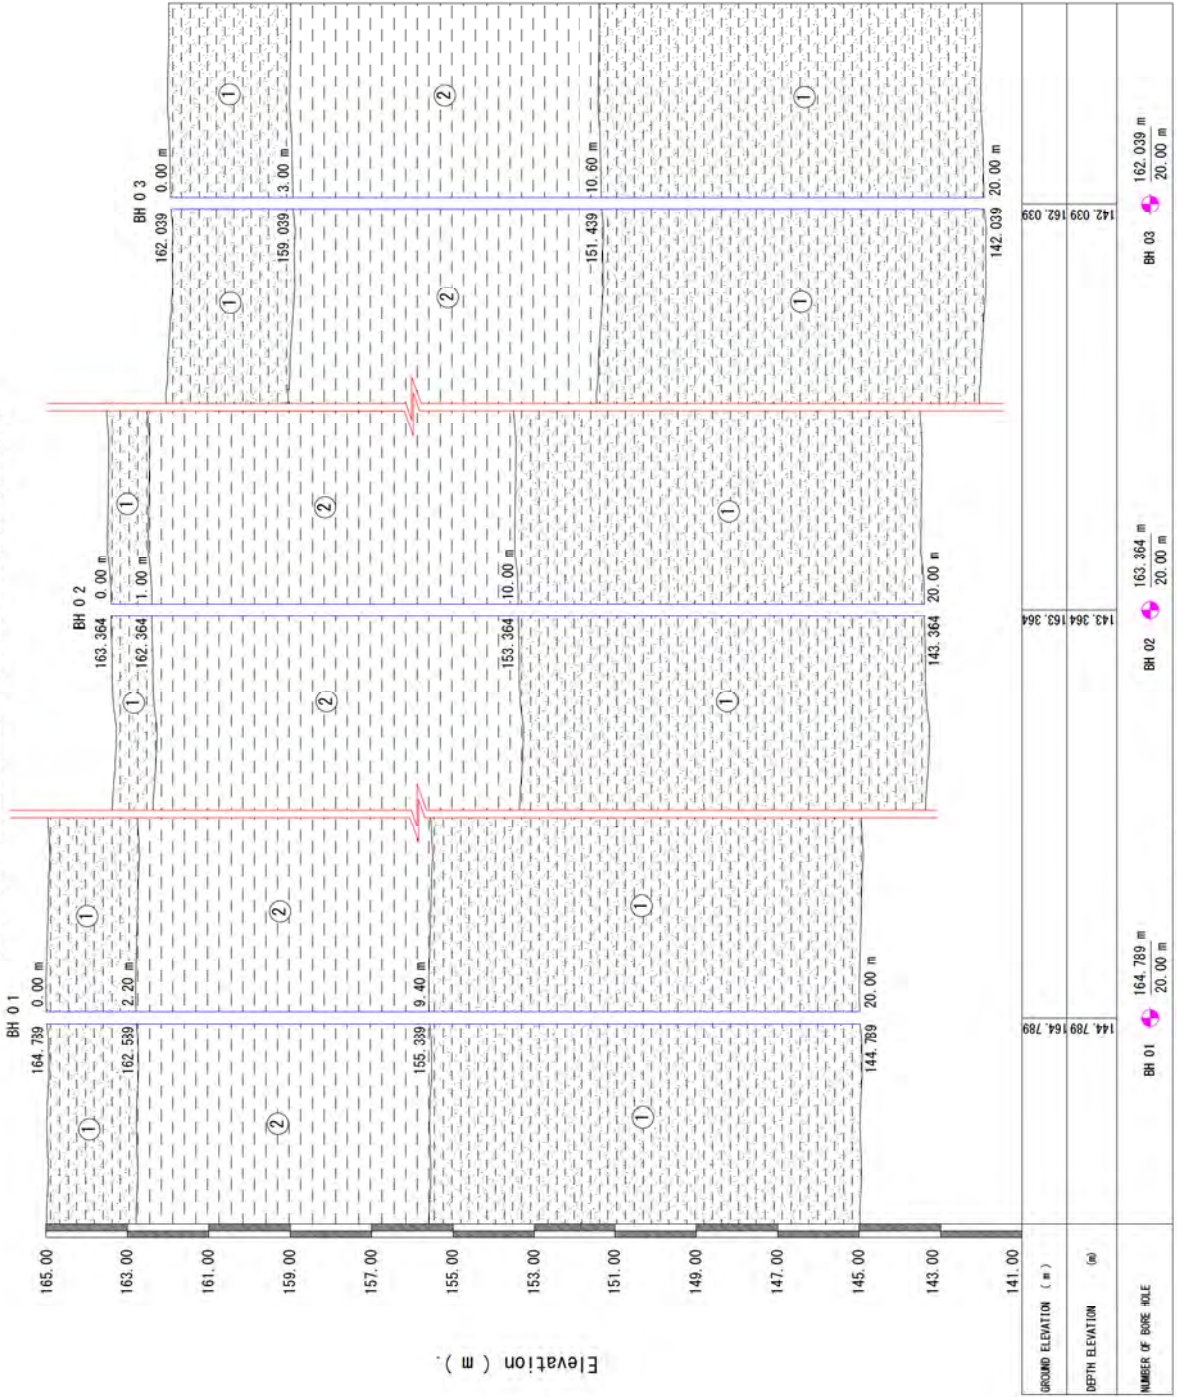 BH 01
164.789
0.00 m
162.589
2.20 m
155.389
9.40 m
144.789
20.00 m
1
1
2
2
1
1
BH 02
163.364
0.00 m
162.364
1.00 m
153.364
10.00 m
143.364
20.00 m
1
1
2
2
1
1
BH 03
162.039
0.00 m
159.039
3.00 m
151.439
10.60 m
142.039
20.00 m
1
1
2
2
1
1
Elevation ( m ).
165.00
163.00
161.00
159.00
157.00
155.00
153.00
151.00
149.00
147.00
145.00
143.00
141.00
GROUND ELEVATION ( m )
164.789
164.789
163.364
163.364
162.039
162.039
DEPTH ELEVATION (m)
144.789
143.364
142.039
NUMBER OF BORE HOLE
BH 01
164.789 m
20.00 m
BH 02
163.364 m
20.00 m
BH 03
162.039 m
20.00 m